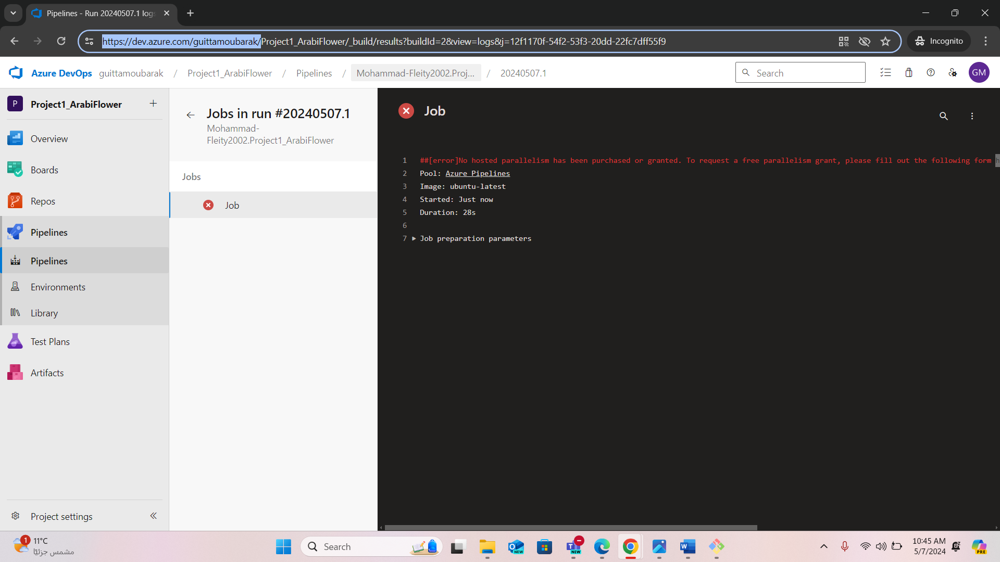 Pipelines - Run 20240507.1 logs
https://dev.azure.com/guittamoubarak/Project1_ArabiFlower/_build/results?buildId=2&view=logs&j=12f1170f-54f2-53f3-20dd-22fc7dff55f9
Incognito
Azure DevOps guittamoubarak / Project1_ArabiFlower / Pipelines / Mohammad-Fleity2002.Proj... / 20240507.1
Search
GM
P Project1_ArabiFlower
Overview
Boards
Repos
Pipelines
Pipelines
Environments
Library
Test Plans
Artifacts
Project settings
Jobs in run #20240507.1
Mohammad-
Fleity2002.Project1_ArabiFlower
Jobs
Job
Job
1 ##[error]No hosted parallelism has been purchased or granted. To request a free parallelism grant, please fill out the following form h
2 Pool: Azure Pipelines
3 Image: ubuntu-latest
4 Started: Just now
5 Duration: 28s
6
7 Job preparation parameters
1
11°C
مشمس جزئيًا
Search
NEW
NEW
10:45 AM
5/7/2024
PRE